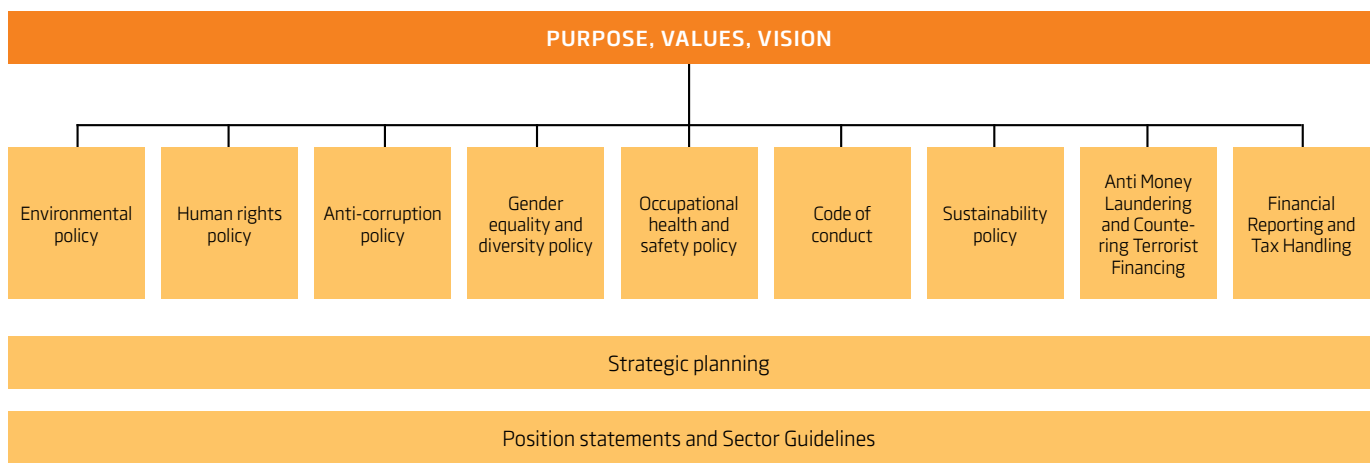 PURPOSE, VALUES, VISION
Environmental
policy
Human rights
policy
Anti-corruption
policy
Gender
equality and
diversity policy
Occupational
health and
safety policy
Code of
conduct
Sustainability
policy
Anti Money
Laundering
and Counte-
ring Terrorist
Financing
Financial
Reporting and
Tax Handling
Strategic planning
Position statements and Sector Guidelines